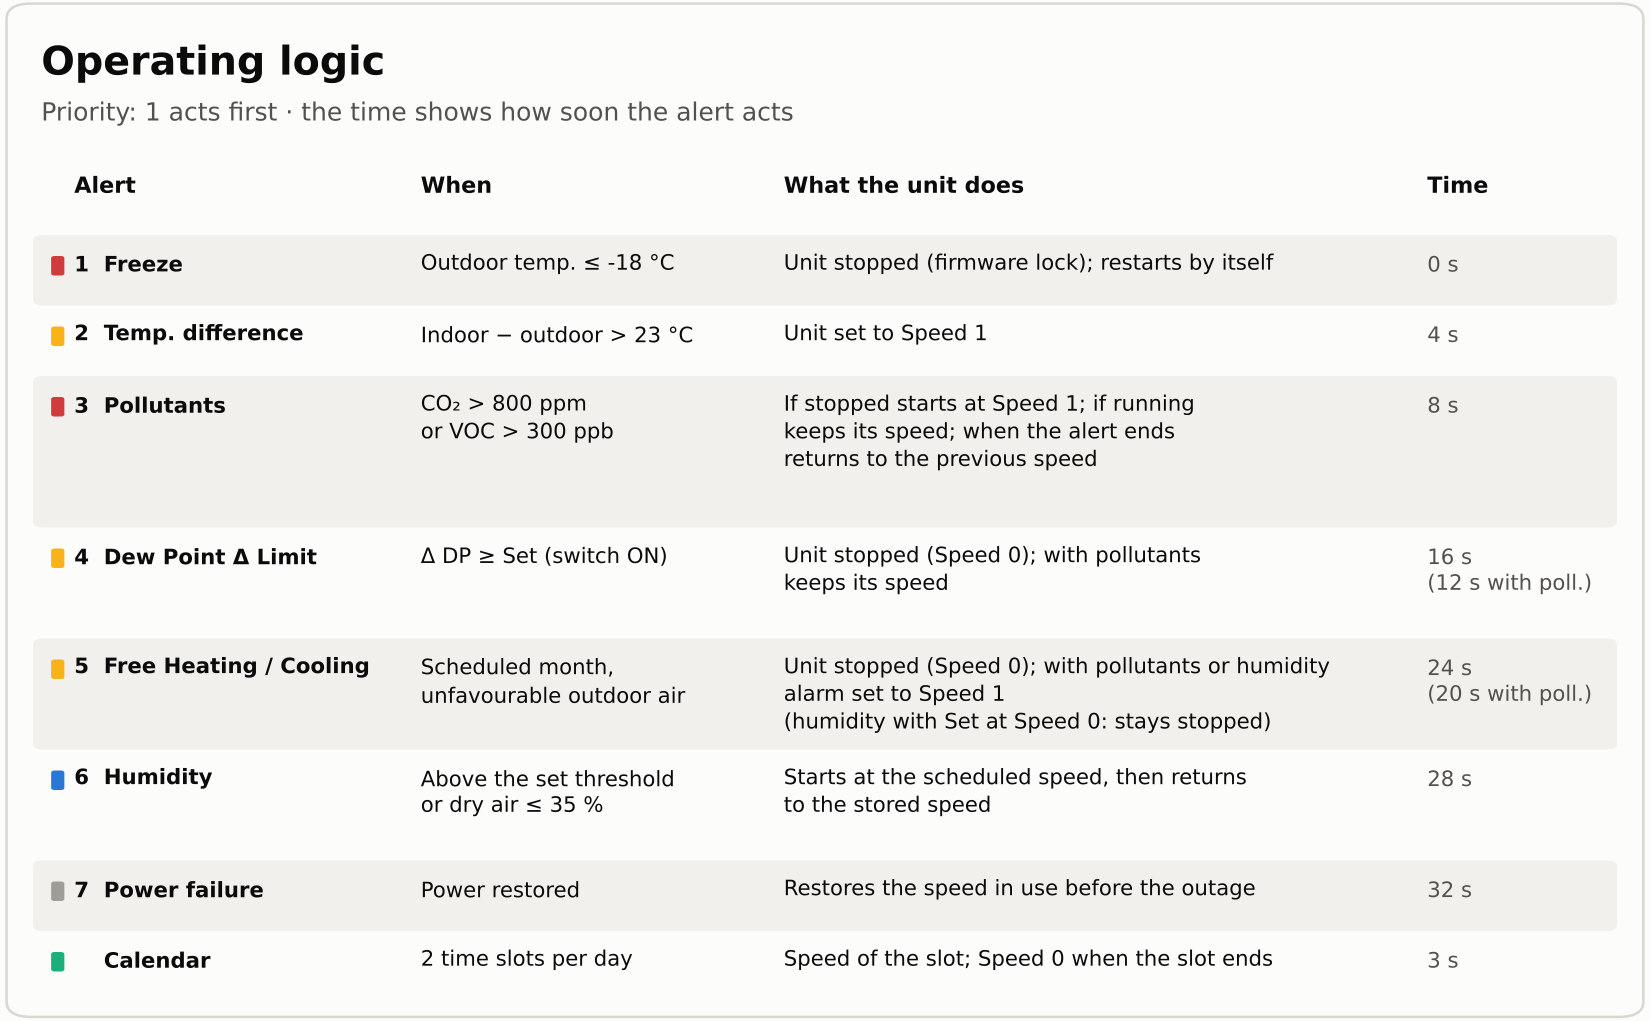 Operating logic
Priority: 1 acts first · the time shows how soon the alert acts
Alert When What the unit does Time
1 Freeze Outdoor temp. ≤ -18 °C Unit stopped (firmware lock); restarts by itself 0 s
2 Temp. difference Indoor − outdoor > 23 °C Unit set to Speed 1 4 s
3 Pollutants CO₂ > 800 ppm If stopped starts at Speed 1; if running 8 s
or VOC > 300 ppb keeps its speed; when the alert ends
returns to the previous speed
4 Dew Point Δ Limit Δ DP ≥ Set (switch ON) Unit stopped (Speed 0); with pollutants 16 s
keeps its speed (12 s with poll.)
5 Free Heating / Cooling Scheduled month, Unit stopped (Speed 0); with pollutants or humidity 24 s
unfavourable outdoor air alarm set to Speed 1 (20 s with poll.)
(humidity with Set at Speed 0: stays stopped)
6 Humidity Above the set threshold Starts at the scheduled speed, then returns 28 s
or dry air ≤ 35 % to the stored speed
7 Power failure Power restored Restores the speed in use before the outage 32 s
Calendar 2 time slots per day Speed of the slot; Speed 0 when the slot ends 3 s